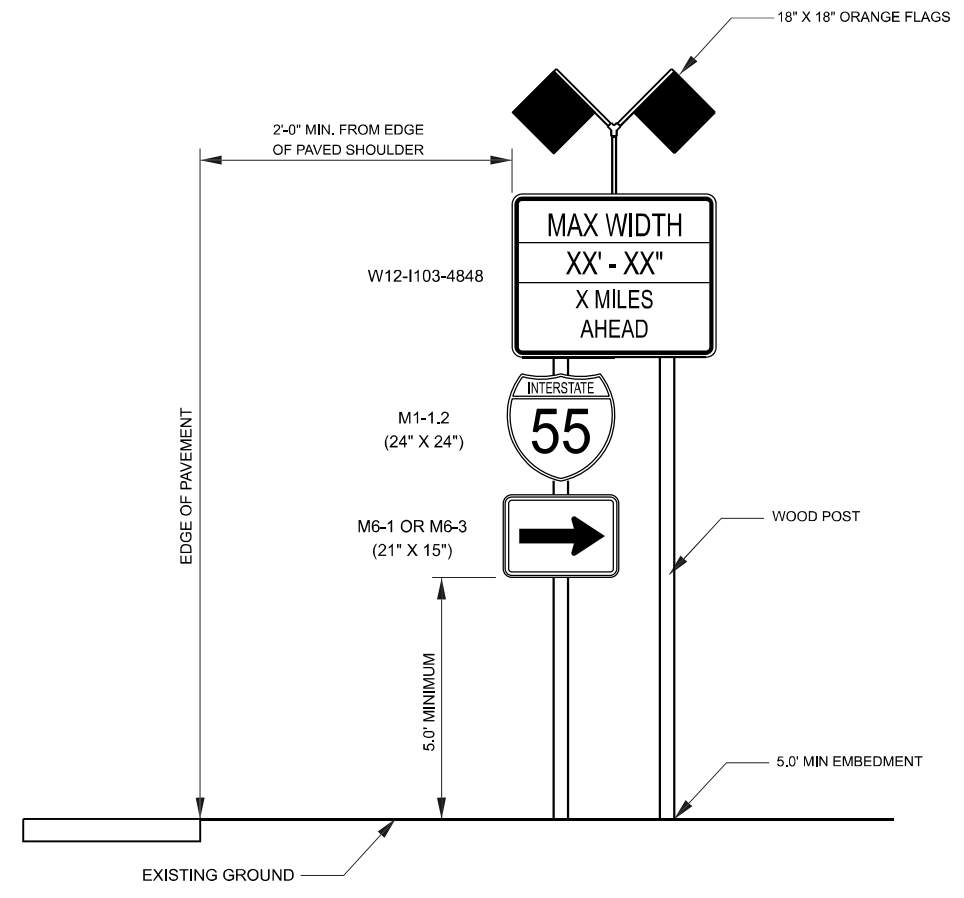 18" X 18" ORANGE FLAGS
2'-0" MIN. FROM EDGE
OF PAVED SHOULDER
MAX WIDTH
XX' - XX"
X MILES
AHEAD
W12-I103-4848
INTERSTATE
55
M1-1.2
(24" X 24")
EDGE OF PAVEMENT
M6-1 OR M6-3
(21" X 15")
WOOD POST
5.0' MINIMUM
5.0' MIN EMBEDMENT
EXISTING GROUND